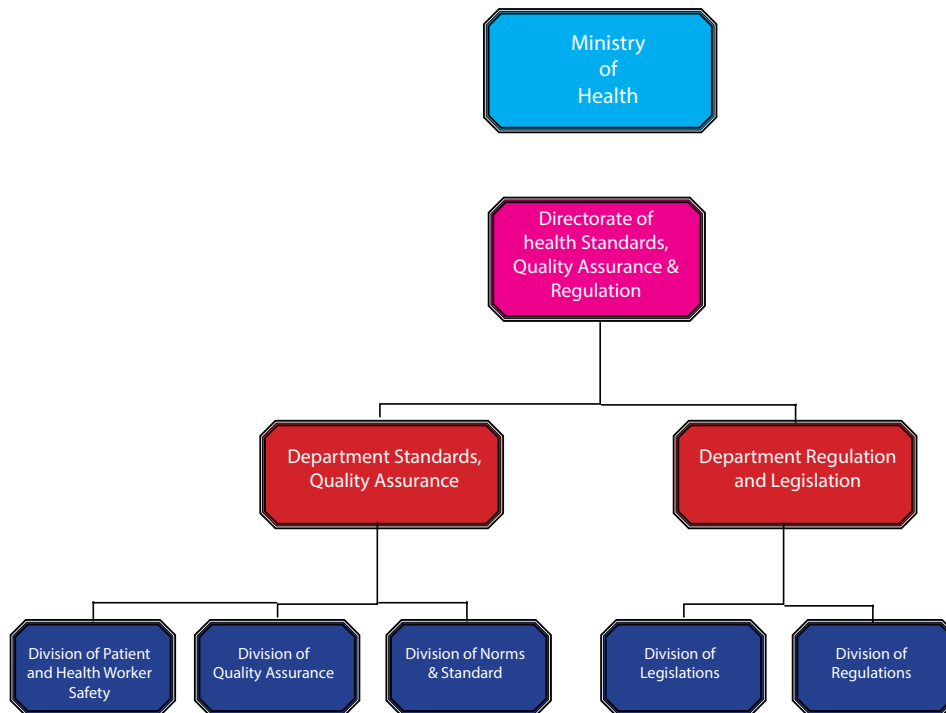 Ministry
of
Health
Directorate of
health Standards,
Quality Assurance &
Regulation
Department Standards,
Quality Assurance
Department Regulation
and Legislation
Division of Patient
and Health Worker
Safety
Division of
Quality Assurance
Division of Norms
& Standard
Division of
Legislations
Division of
Regulations